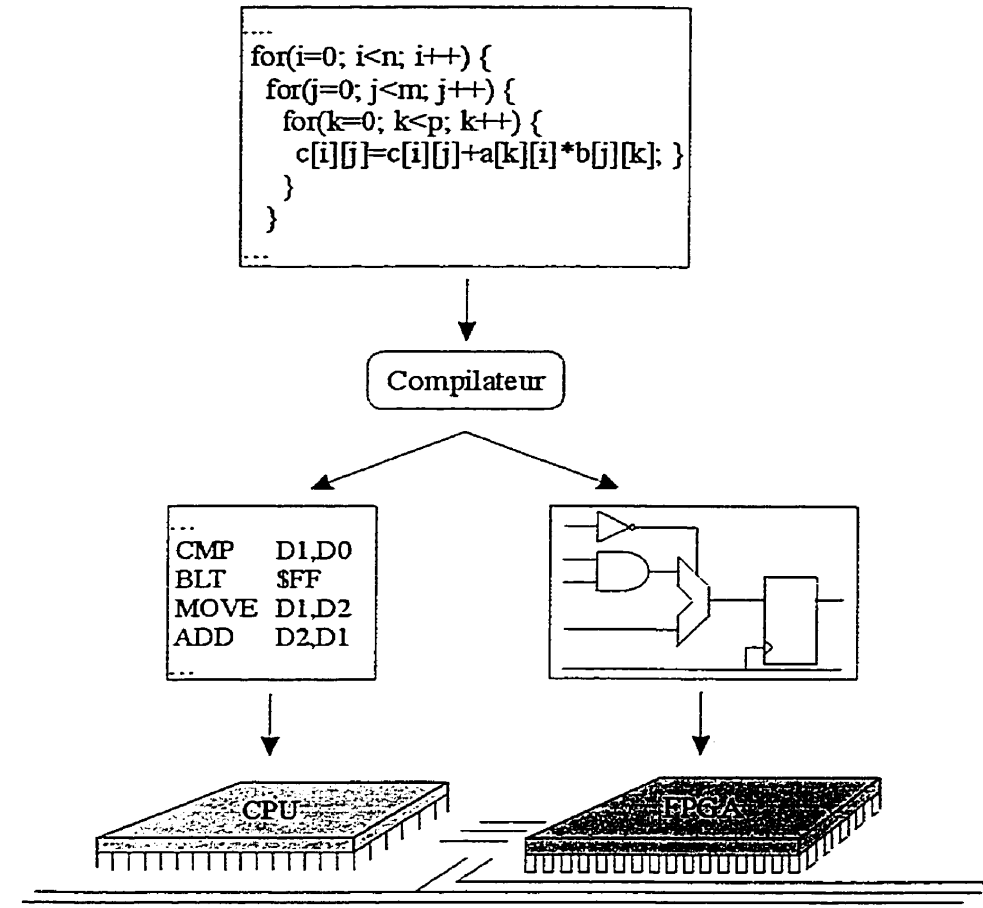 ....
for(i=0; i<n; i++) {
for(j=0; j<m; j++) {
for(k=0; k<p; k++) {
c[i][j]=c[i][j]+a[k][i]*b[j][k]; }
}
}
...
Compilateur
...
CMP D1,D0
BLT $FF
MOVE D1,D2
ADD D2,D1
...
CPU
FPGA